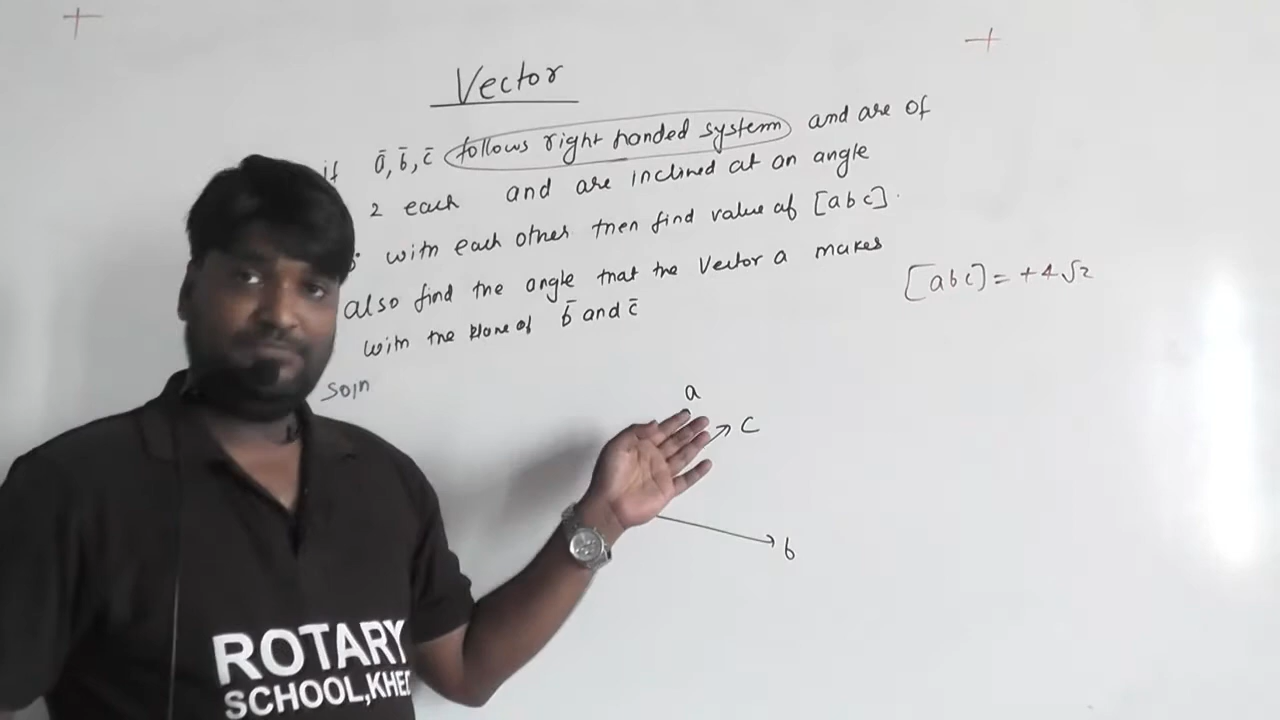 Vector
if ā, b̄, c̄ follows right handed system and are of
2 each and are inclined at an angle
with each other then find value of [abc].
also find the angle that the vector a makes
with the plane of b̄ and c̄
[abc] = +4√2
Soln
a
c
b
ROTARY
SCHOOL,KHED